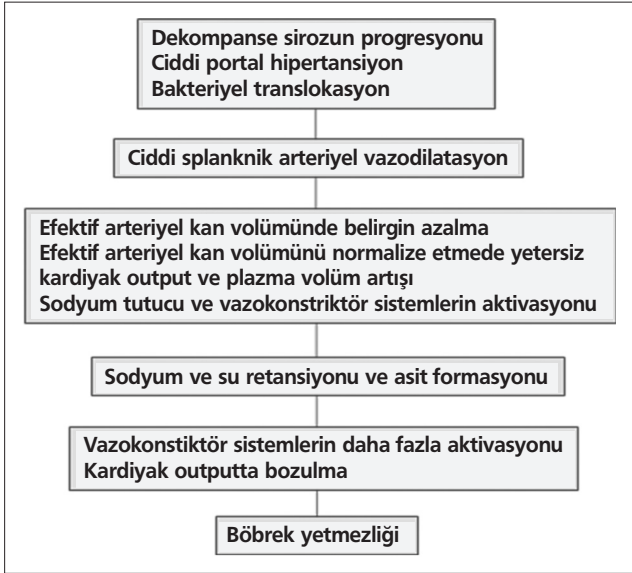 Dekompanse sirozun progresyonu
Ciddi portal hipertansiyon
Bakteriyel translokasyon
Ciddi splanknik arteriyel vazodilatasyon
Efektif arteriyel kan volümünde belirgin azalma
Efektif arteriyel kan volümünü normalize etmede yetersiz
kardiyak output ve plazma volüm artışı
Sodyum tutucu ve vazokonstriktör sistemlerin aktivasyonu
Sodyum ve su retansiyonu ve asit formasyonu
Vazokonstiktör sistemlerin daha fazla aktivasyonu
Kardiyak outputta bozulma
Böbrek yetmezliği